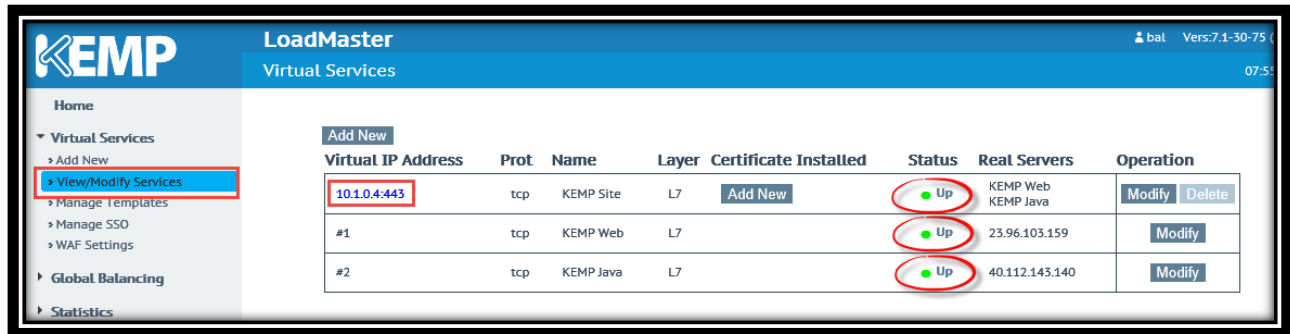 KEMP
LoadMaster
bal Vers:7.1-30-75 (
Virtual Services
07:55
Home
Virtual Services
Add New
View/Modify Services
Manage Templates
Manage SSO
WAF Settings
Global Balancing
Statistics
Add New
Virtual IP Address Prot Name Layer Certificate Installed Status Real Servers Operation
10.1.0.4:443 tcp KEMP Site L7 Add New Up KEMP Web Modify Delete
KEMP Java
#1 tcp KEMP Web L7 Up 23.96.103.159 Modify
#2 tcp KEMP Java L7 Up 40.112.143.140 Modify